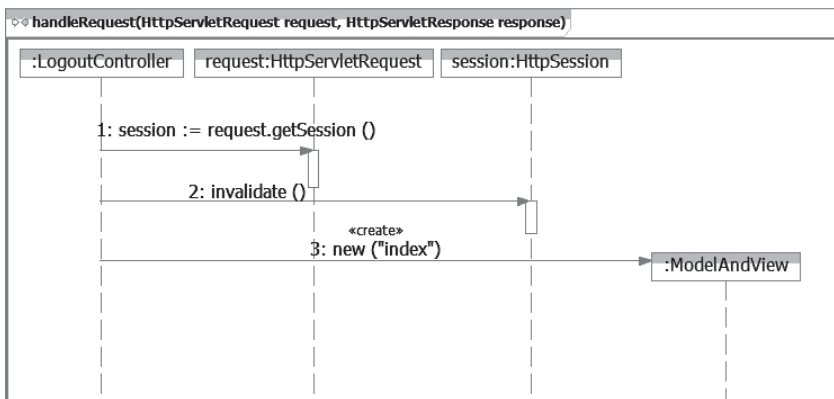 handleRequest(HttpServletRequest request, HttpServletResponse response)
:LogoutController
request:HttpServletRequest
session:HttpSession
1: session := request.getSession ()
2: invalidate ()
«create»
3: new ("index")
:ModelAndView